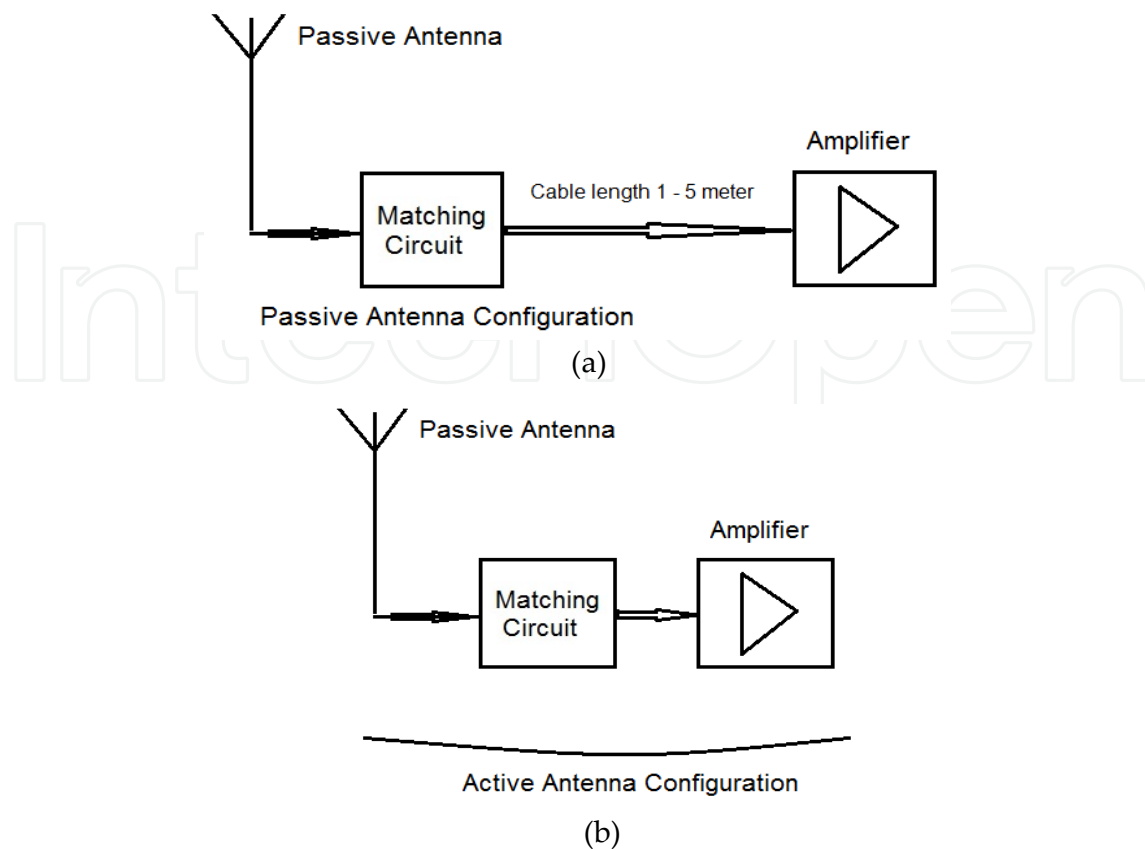 Passive Antenna
Amplifier
Cable length 1 - 5 meter
Matching
Circuit
Passive Antenna Configuration
IntechOpen
(a)
Passive Antenna
Amplifier
Matching
Circuit
Active Antenna Configuration
(b)